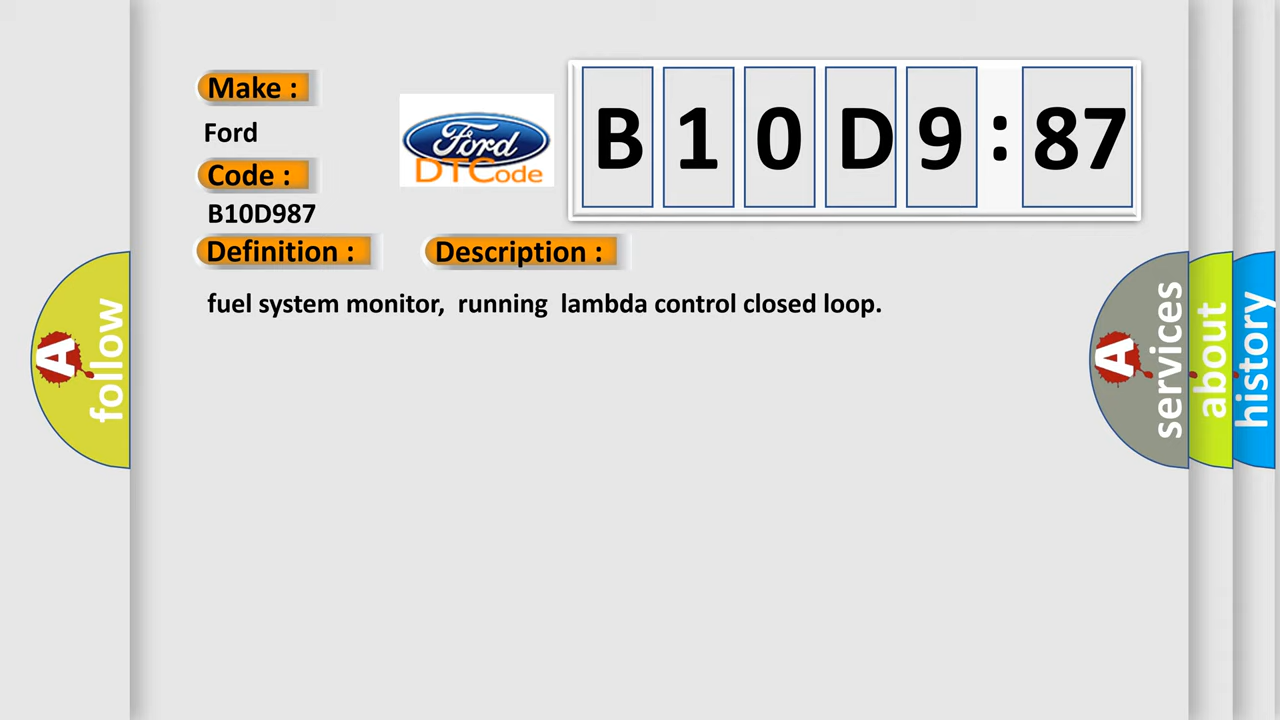 Make :
Ford
Code :
B10D987
Definition :
Description :
fuel system monitor, running lambda control closed loop.
Ford
DTCode
B 1 0 D 9 : 87
A
follow
A
services
about
history